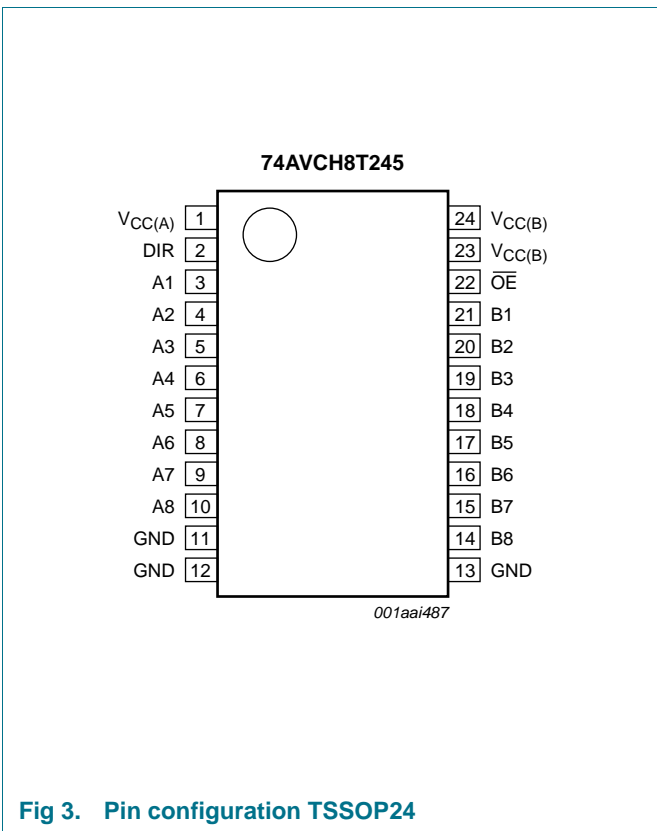 74AVCH8T245
VCC(A) 1 24 VCC(B)
DIR 2 23 VCC(B)
A1 3 22 O̅E̅
A2 4 21 B1
A3 5 20 B2
A4 6 19 B3
A5 7 18 B4
A6 8 17 B5
A7 9 16 B6
A8 10 15 B7
GND 11 14 B8
GND 12 13 GND
001aai487
Fig 3. Pin configuration TSSOP24